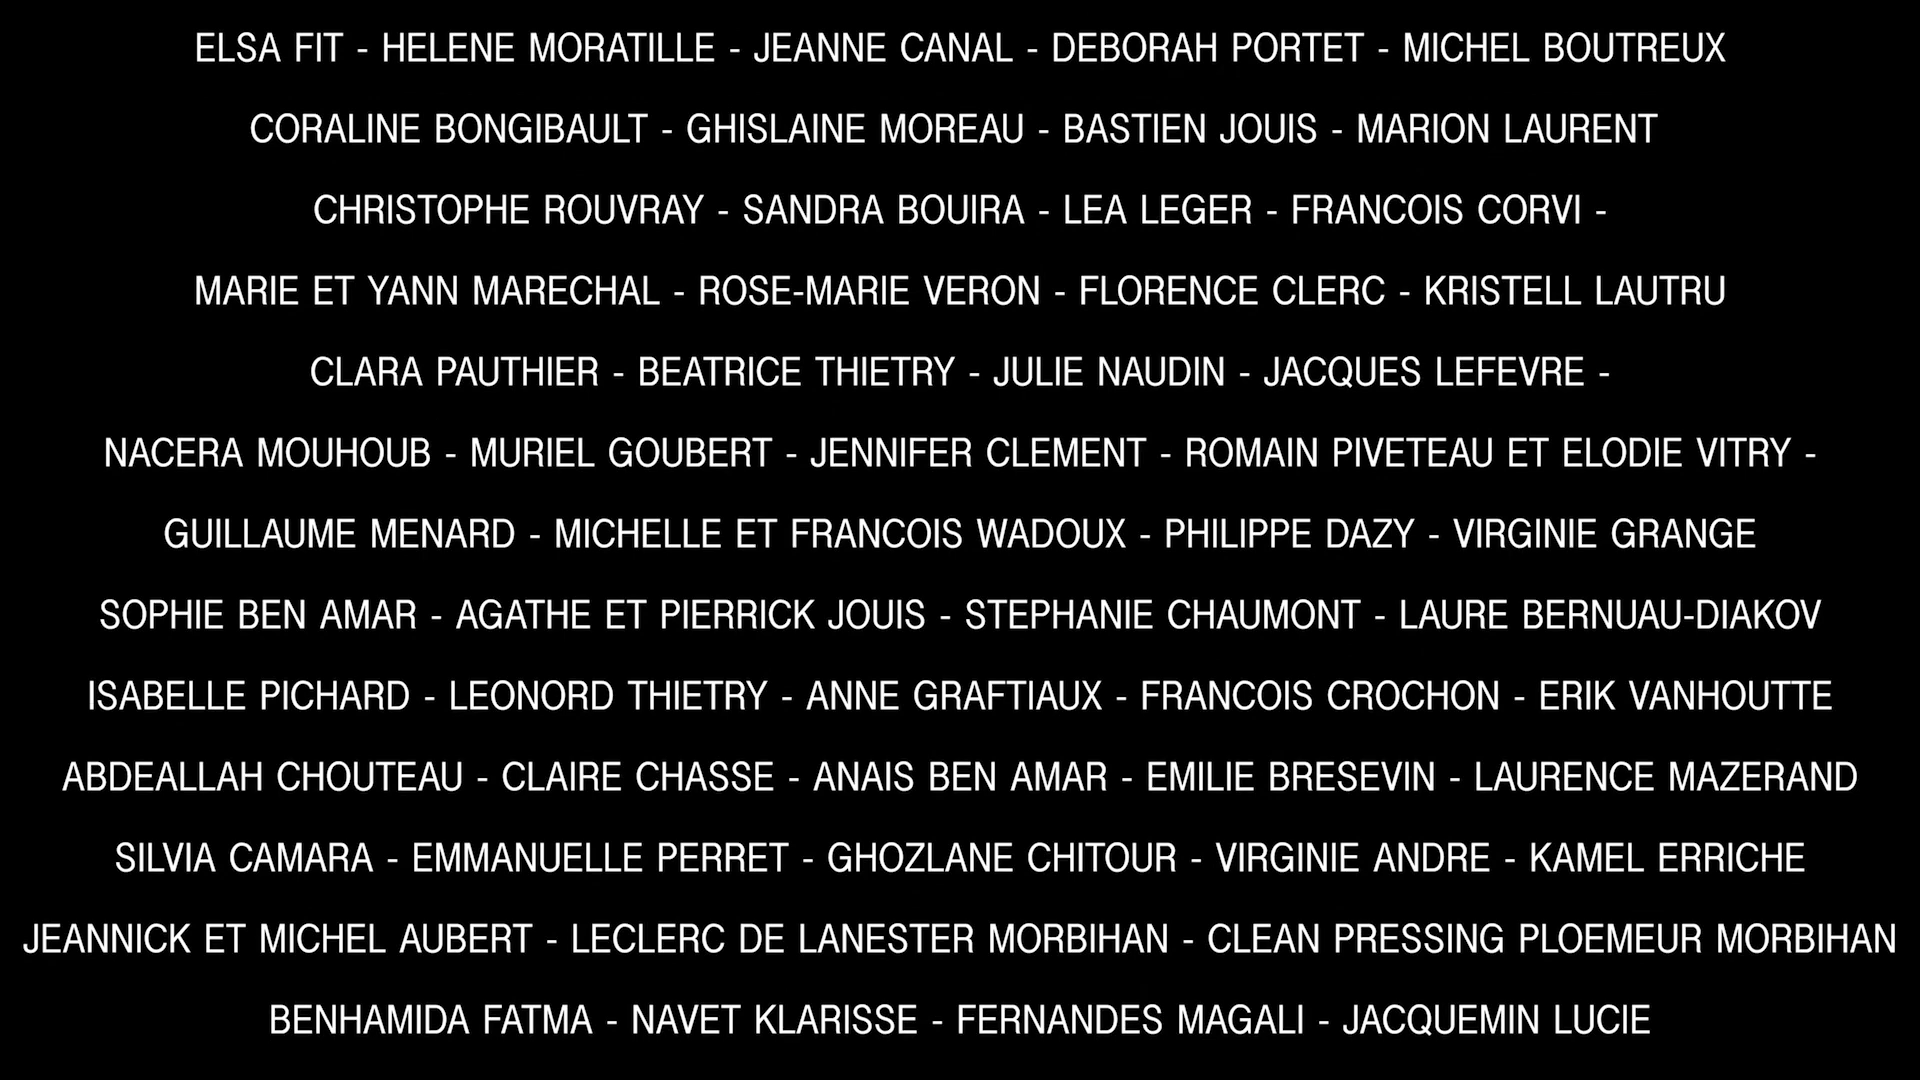 ELSA FIT - HELENE MORATILLE - JEANNE CANAL - DEBORAH PORTET - MICHEL BOUTREUX
CORALINE BONGIBAULT - GHISLAINE MOREAU - BASTIEN JOUIS - MARION LAURENT
CHRISTOPHE ROUVRAY - SANDRA BOUIRA - LEA LEGER - FRANCOIS CORVI -
MARIE ET YANN MARECHAL - ROSE-MARIE VERON - FLORENCE CLERC - KRISTELL LAUTRU
CLARA PAUTHIER - BEATRICE THIETRY - JULIE NAUDIN - JACQUES LEFEVRE -
NACERA MOUHOUB - MURIEL GOUBERT - JENNIFER CLEMENT - ROMAIN PIVETEAU ET ELODIE VITRY -
GUILLAUME MENARD - MICHELLE ET FRANCOIS WADOUX - PHILIPPE DAZY - VIRGINIE GRANGE
SOPHIE BEN AMAR - AGATHE ET PIERRICK JOUIS - STEPHANIE CHAUMONT - LAURE BERNUAU-DIAKOV
ISABELLE PICHARD - LEONORD THIETRY - ANNE GRAFTIAUX - FRANCOIS CROCHON - ERIK VANHOUTTE
ABDEALLAH CHOUTEAU - CLAIRE CHASSE - ANAIS BEN AMAR - EMILIE BRESEVIN - LAURENCE MAZERAND
SILVIA CAMARA - EMMANUELLE PERRET - GHOZLANE CHITOUR - VIRGINIE ANDRE - KAMEL ERRICHE
JEANNICK ET MICHEL AUBERT - LECLERC DE LANESTER MORBIHAN - CLEAN PRESSING PLOEMEUR MORBIHAN
BENHAMIDA FATMA - NAVET KLARISSE - FERNANDES MAGALI - JACQUEMIN LUCIE